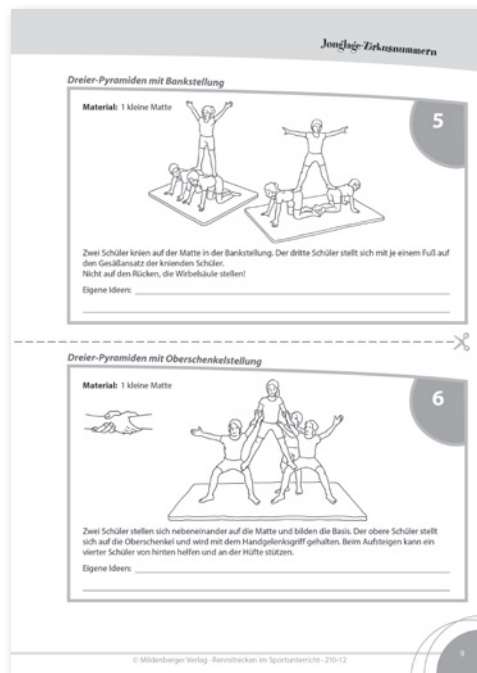 Jonglage-Zirkusnummern
Dreier-Pyramiden mit Bankstellung
Material: 1 kleine Matte
5
Zwei Schüler knien auf der Matte in der Bankstellung. Der dritte Schüler stellt sich mit je einem Fuß auf
den Gesäßansatz der knienden Schüler.
Nicht auf den Rücken, die Wirbelsäule stellen!
Eigene Ideen:
Dreier-Pyramiden mit Oberschenkelstellung
Material: 1 kleine Matte
6
Zwei Schüler stellen sich nebeneinander auf die Matte und bilden die Basis. Der obere Schüler stellt
sich auf die Oberschenkel und wird mit dem Handgelenksgriff gehalten. Beim Aufsteigen kann ein
vierter Schüler von hinten helfen und an der Hüfte stützen.
Eigene Ideen:
© Mildenberger Verlag · Rennstrecken im Sportunterricht · 210-12
9